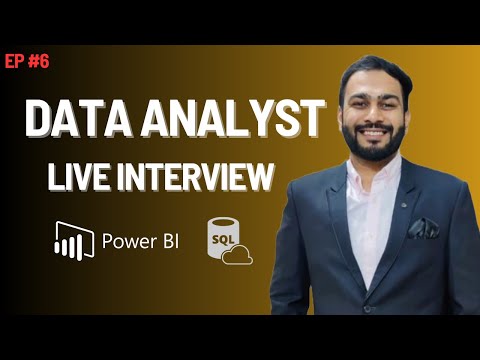 EP #6
DATA ANALYST
LIVE INTERVIEW
Power BI
SQL